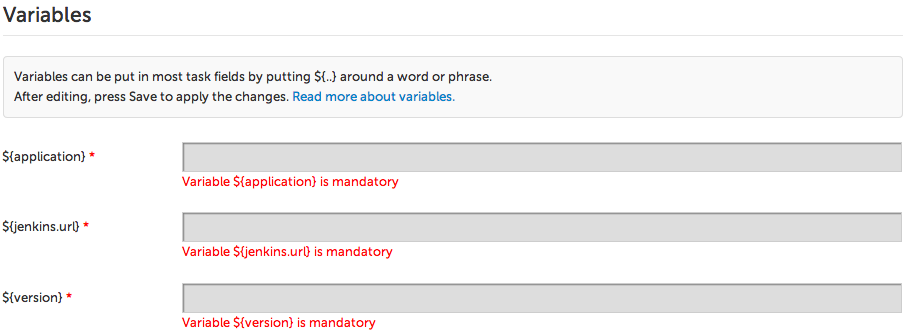 Variables
Variables can be put in most task fields by putting ${..} around a word or phrase.
After editing, press Save to apply the changes. Read more about variables.
${application} *
Variable ${application} is mandatory
${jenkins.url} *
Variable ${jenkins.url} is mandatory
${version} *
Variable ${version} is mandatory